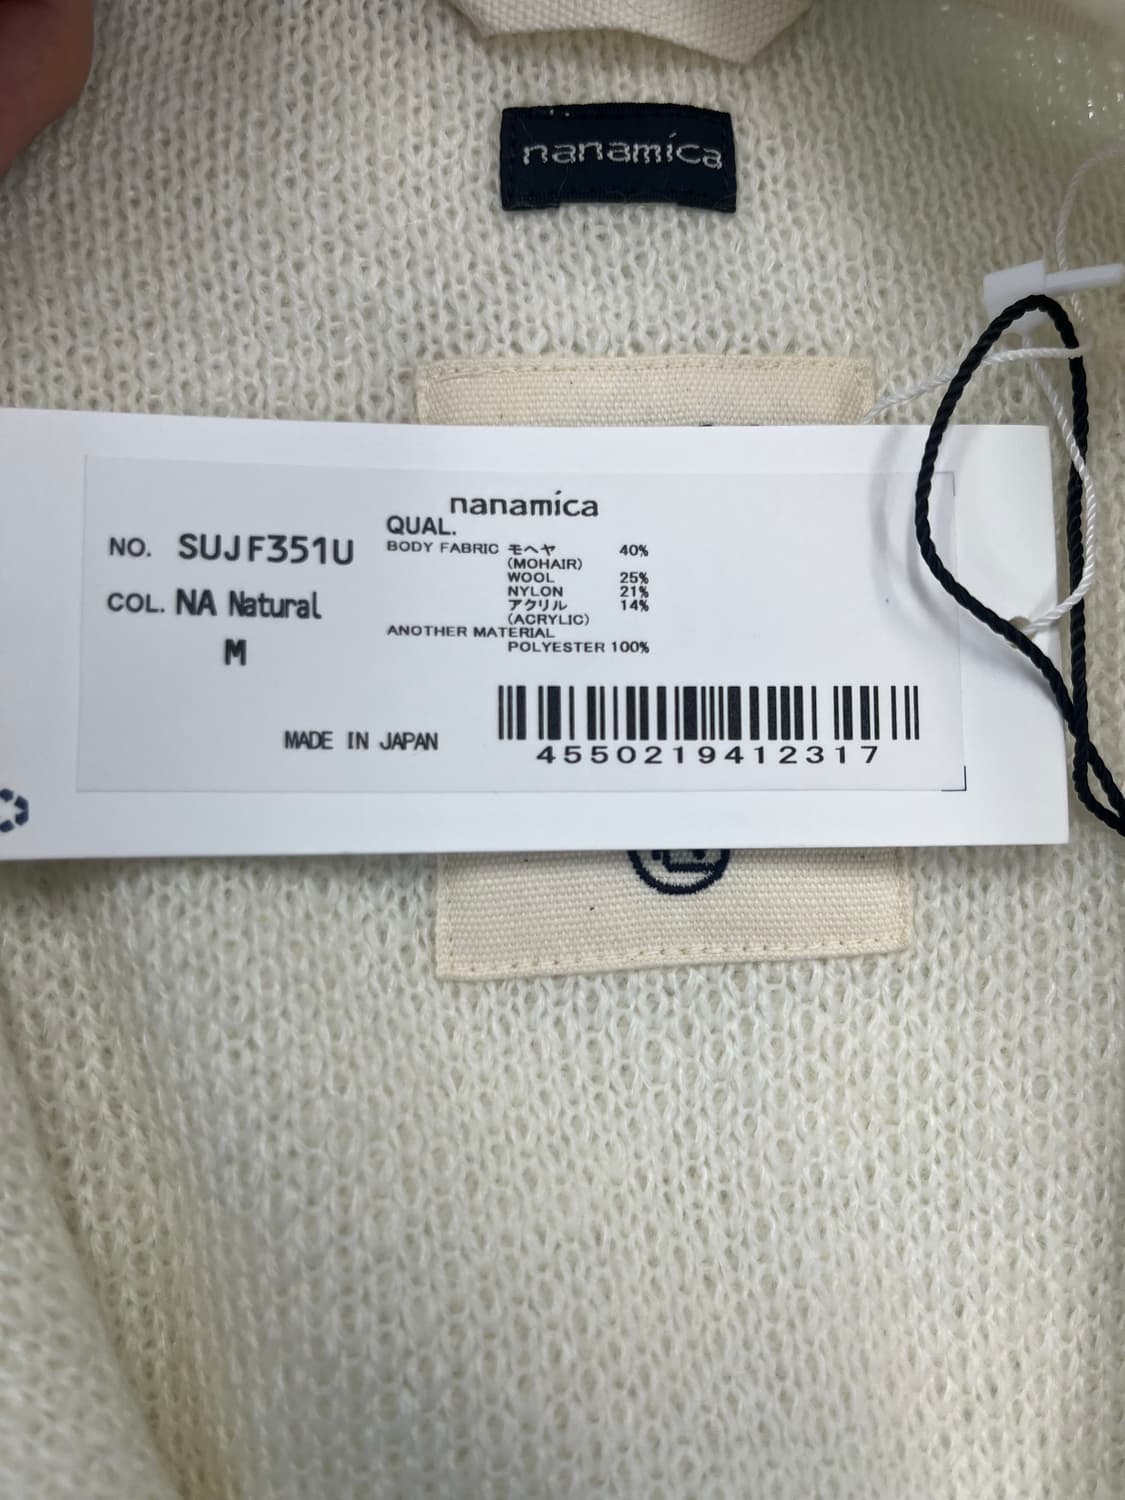 nanamica
nanamica
NO. SUJF351U
COL. NA Natural
M
QUAL.
BODY FABRIC モヘヤ 40%
(MOHAIR)
WOOL 25%
NYLON 21%
アクリル 14%
(ACRYLIC)
ANOTHER MATERIAL
POLYESTER 100%
MADE IN JAPAN
4550219412317